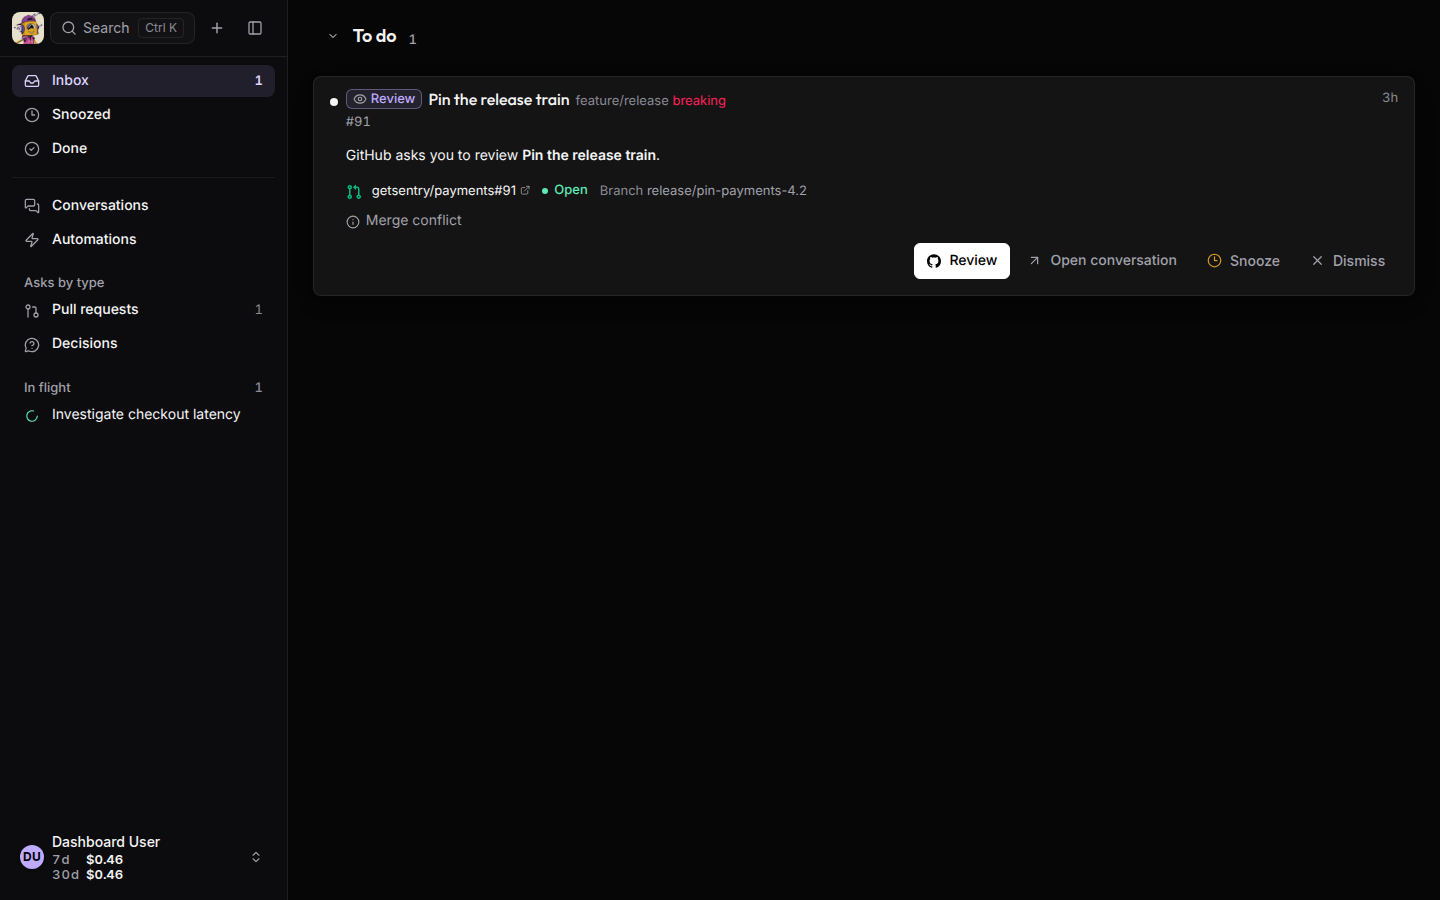 Search Ctrl K
Inbox 1
Snoozed
Done
Conversations
Automations
Asks by type
Pull requests 1
Decisions
In flight 1
Investigate checkout latency
DU Dashboard User
7d $0.46
30d $0.46
To do 1
Review Pin the release train feature/release breaking 3h
#91
GitHub asks you to review Pin the release train.
getsentry/payments#91 Open Branch release/pin-payments-4.2
Merge conflict
Review Open conversation Snooze Dismiss